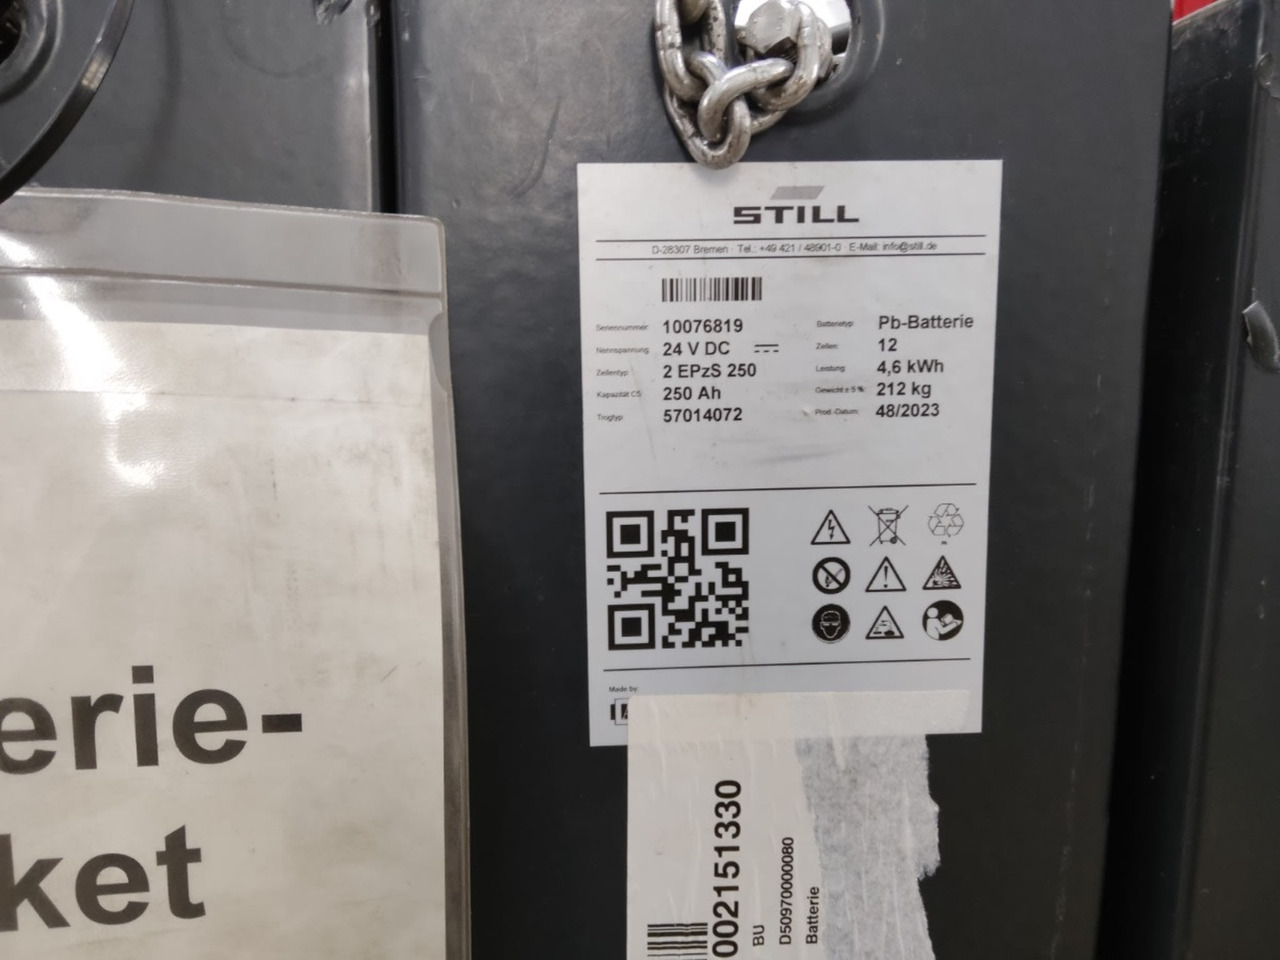 STILL
D-28307 Bremen · Tel.: +49 421 / 48901-0 · E-Mail: info@still.de
Seriennummer: 10076819
Nennspannung: 24 V DC
Zellentyp: 2 EPzS 250
Kapazität C5: 250 Ah
Trogtyp: 57014072
Batterietyp: Pb-Batterie
Zellen: 12
Leistung: 4,6 kWh
Gewicht ± 5 %: 212 kg
Prod.-Datum: 48/2023
Pb
Made by:
002151330
BU
D50970000080
Batterie
erie-
ket